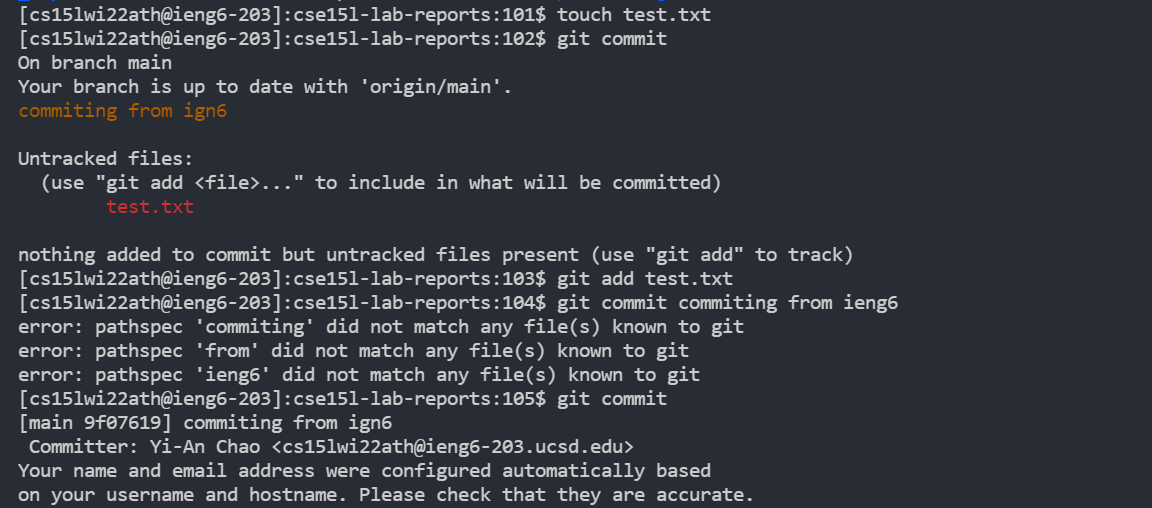 [cs15lwi22ath@ieng6-203]:cse15l-lab-reports:101$ touch test.txt
[cs15lwi22ath@ieng6-203]:cse15l-lab-reports:102$ git commit
On branch main
Your branch is up to date with 'origin/main'.
commiting from ign6
Untracked files:
  (use "git add <file>..." to include in what will be committed)
        test.txt
nothing added to commit but untracked files present (use "git add" to track)
[cs15lwi22ath@ieng6-203]:cse15l-lab-reports:103$ git add test.txt
[cs15lwi22ath@ieng6-203]:cse15l-lab-reports:104$ git commit commiting from ieng6
error: pathspec 'commiting' did not match any file(s) known to git
error: pathspec 'from' did not match any file(s) known to git
error: pathspec 'ieng6' did not match any file(s) known to git
[cs15lwi22ath@ieng6-203]:cse15l-lab-reports:105$ git commit
[main 9f07619] commiting from ign6
 Committer: Yi-An Chao <cs15lwi22ath@ieng6-203.ucsd.edu>
Your name and email address were configured automatically based
on your username and hostname. Please check that they are accurate.